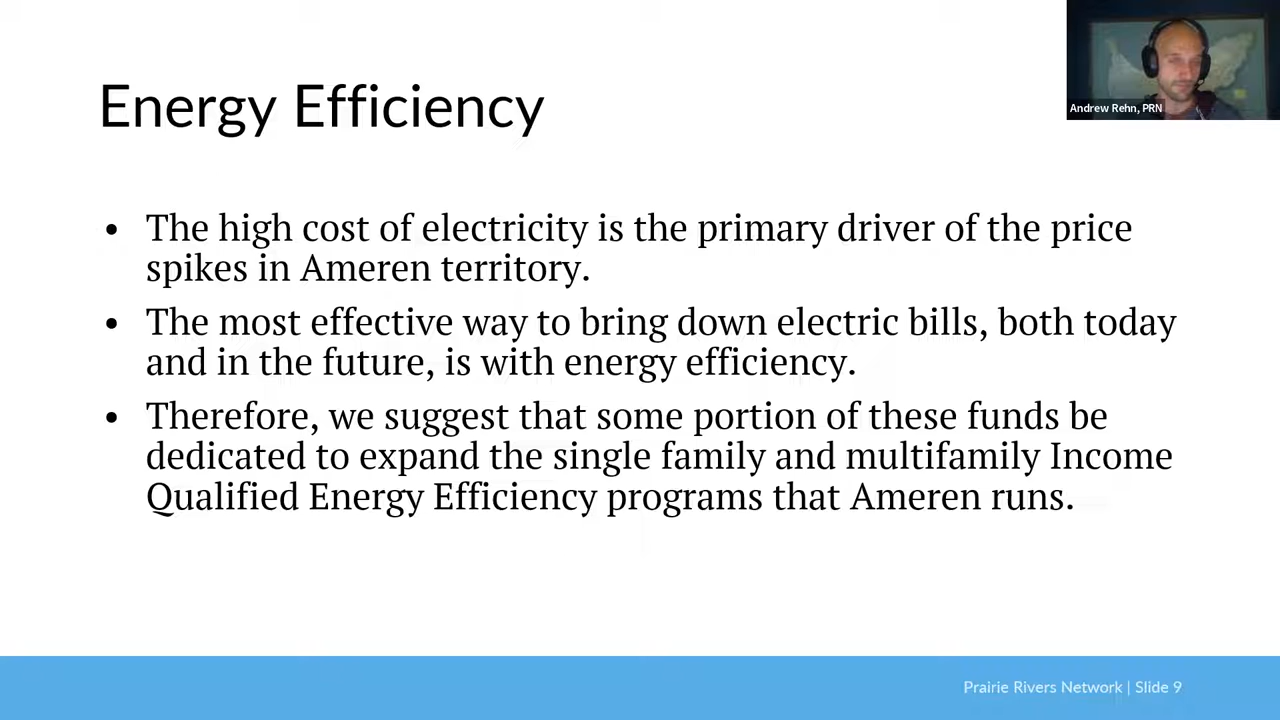 Energy Efficiency
Andrew Rehn, PRN
• The high cost of electricity is the primary driver of the price
spikes in Ameren territory.
• The most effective way to bring down electric bills, both today
and in the future, is with energy efficiency.
• Therefore, we suggest that some portion of these funds be
dedicated to expand the single family and multifamily Income
Qualified Energy Efficiency programs that Ameren runs.
Prairie Rivers Network | Slide 9